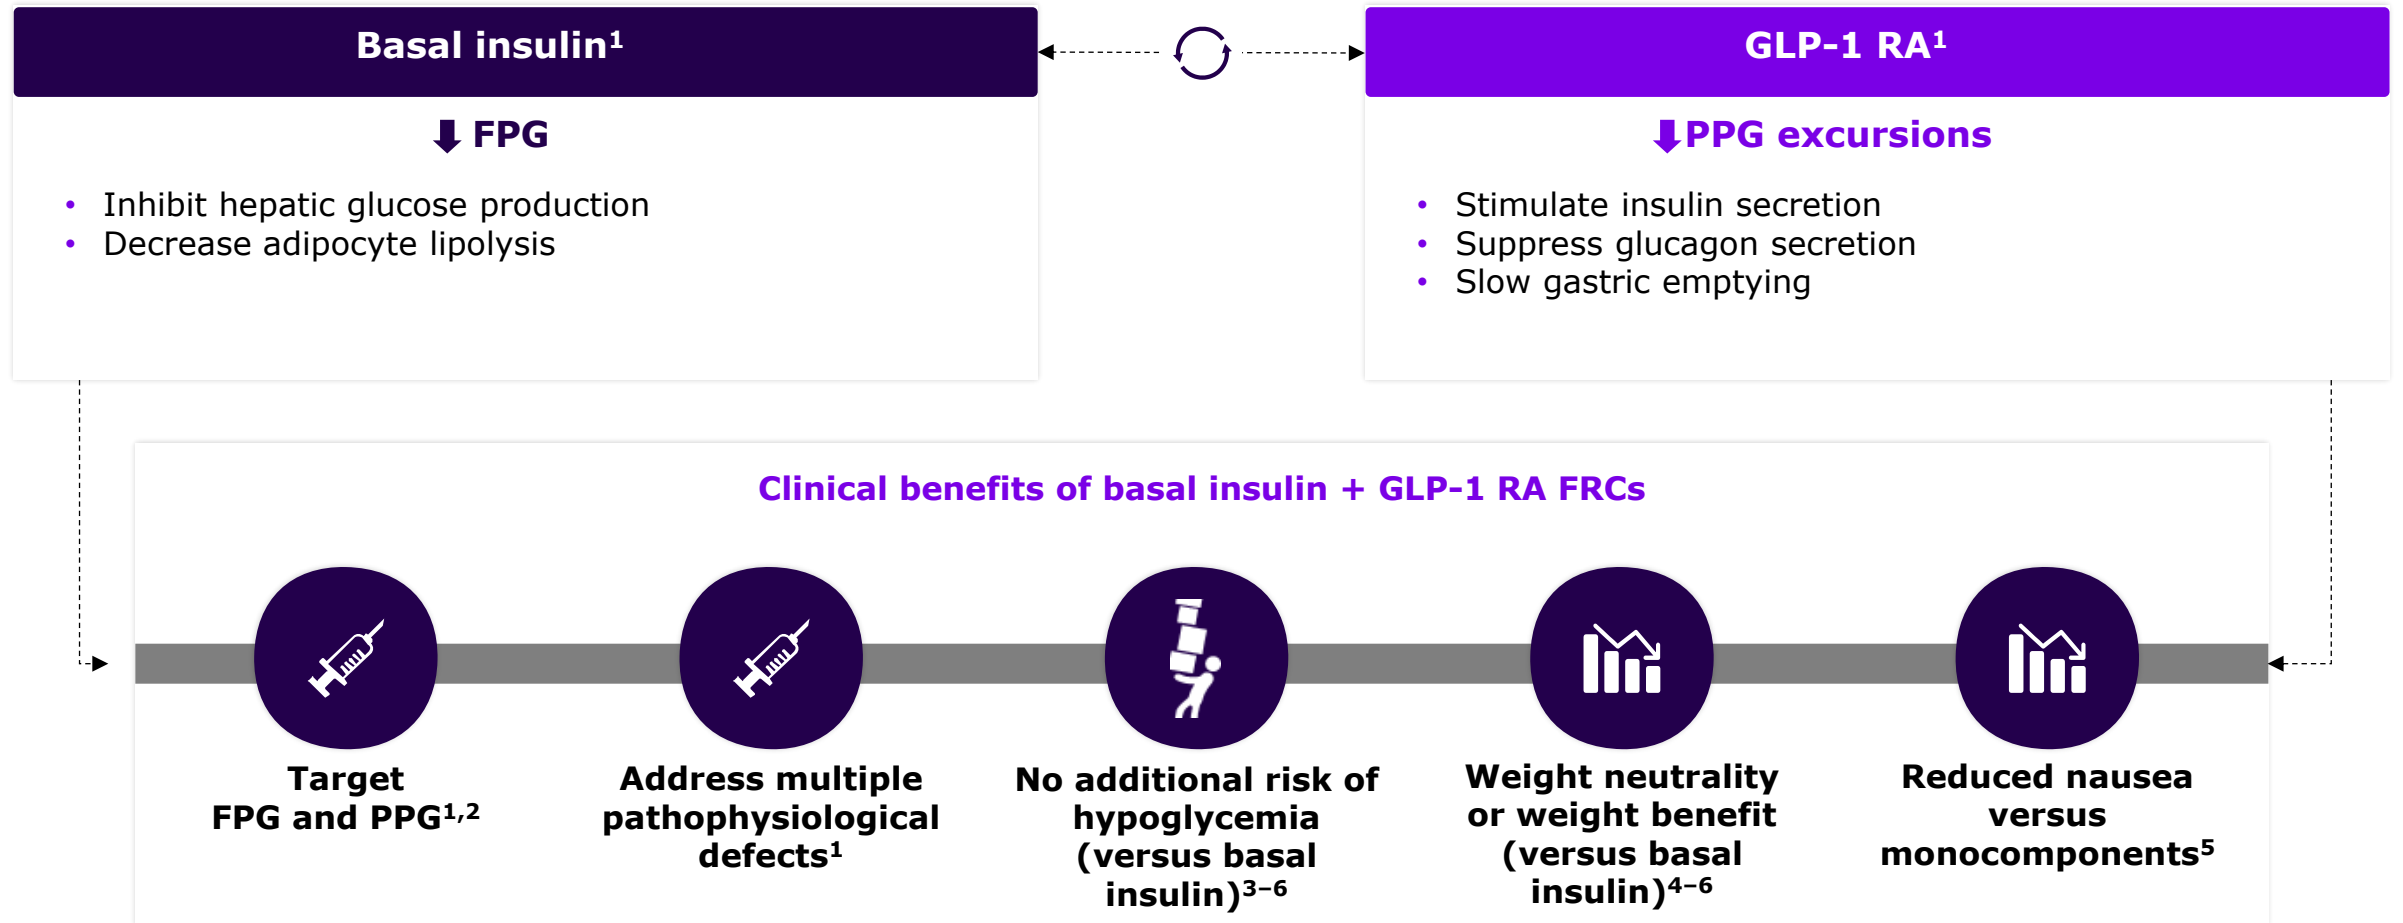 Basal insulin¹
GLP-1 RA¹
FPG
PPG excursions
• Inhibit hepatic glucose production
• Decrease adipocyte lipolysis
• Stimulate insulin secretion
• Suppress glucagon secretion
• Slow gastric emptying
Clinical benefits of basal insulin + GLP-1 RA FRCs
Target
FPG and PPG¹,²
Address multiple
pathophysiological
defects¹
No additional risk of
hypoglycemia
(versus basal
insulin)³⁻⁶
Weight neutrality
or weight benefit
(versus basal
insulin)⁴⁻⁶
Reduced nausea
versus
monocomponents⁵